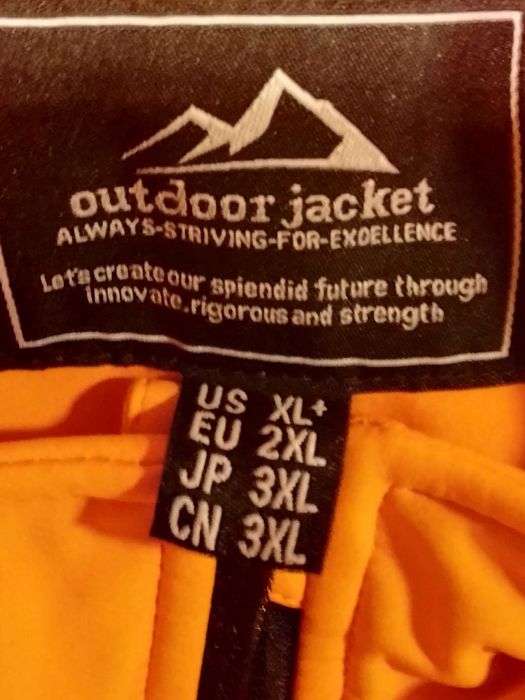 outdoor jacket
ALWAYS-STRIVING-FOR-EXDELLENCE
Let's create our spiendid future through
innovate.rigorous and strength
US XL+
EU 2XL
JP 3XL
CN 3XL